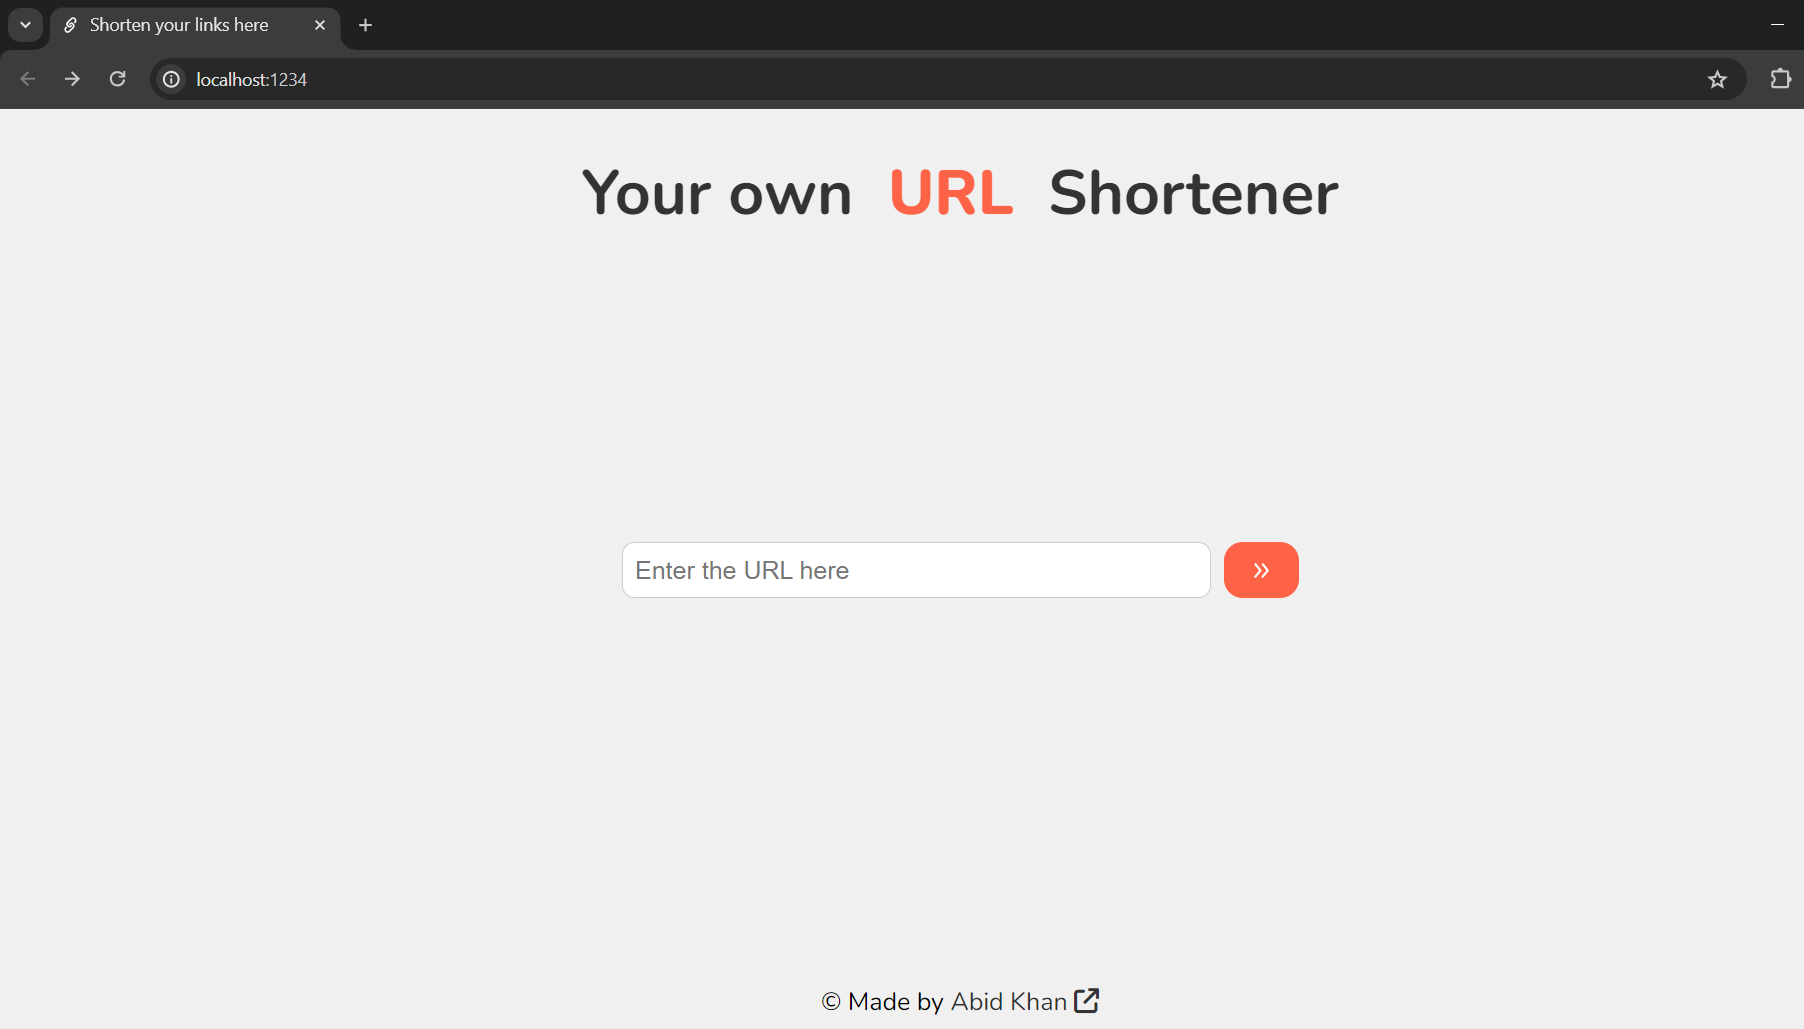 Shorten your links here
localhost:1234
Your own URL Shortener
Enter the URL here
© Made by Abid Khan